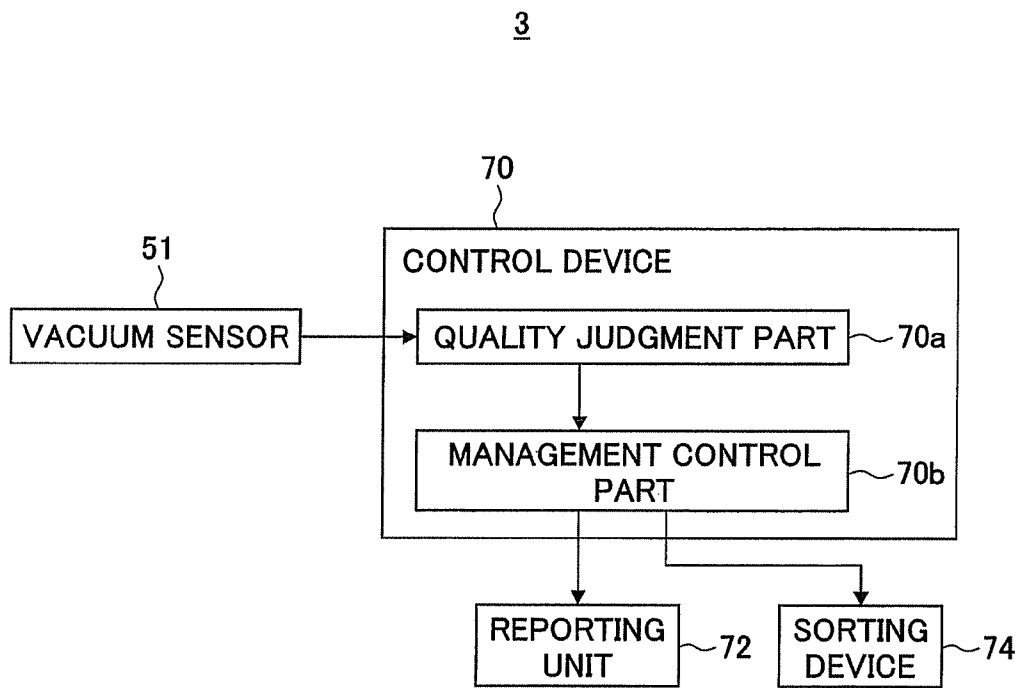 3
70
51
CONTROL DEVICE
VACUUM SENSOR
QUALITY JUDGMENT PART
70a
MANAGEMENT CONTROL
PART
70b
REPORTING
UNIT
72
SORTING
DEVICE
74